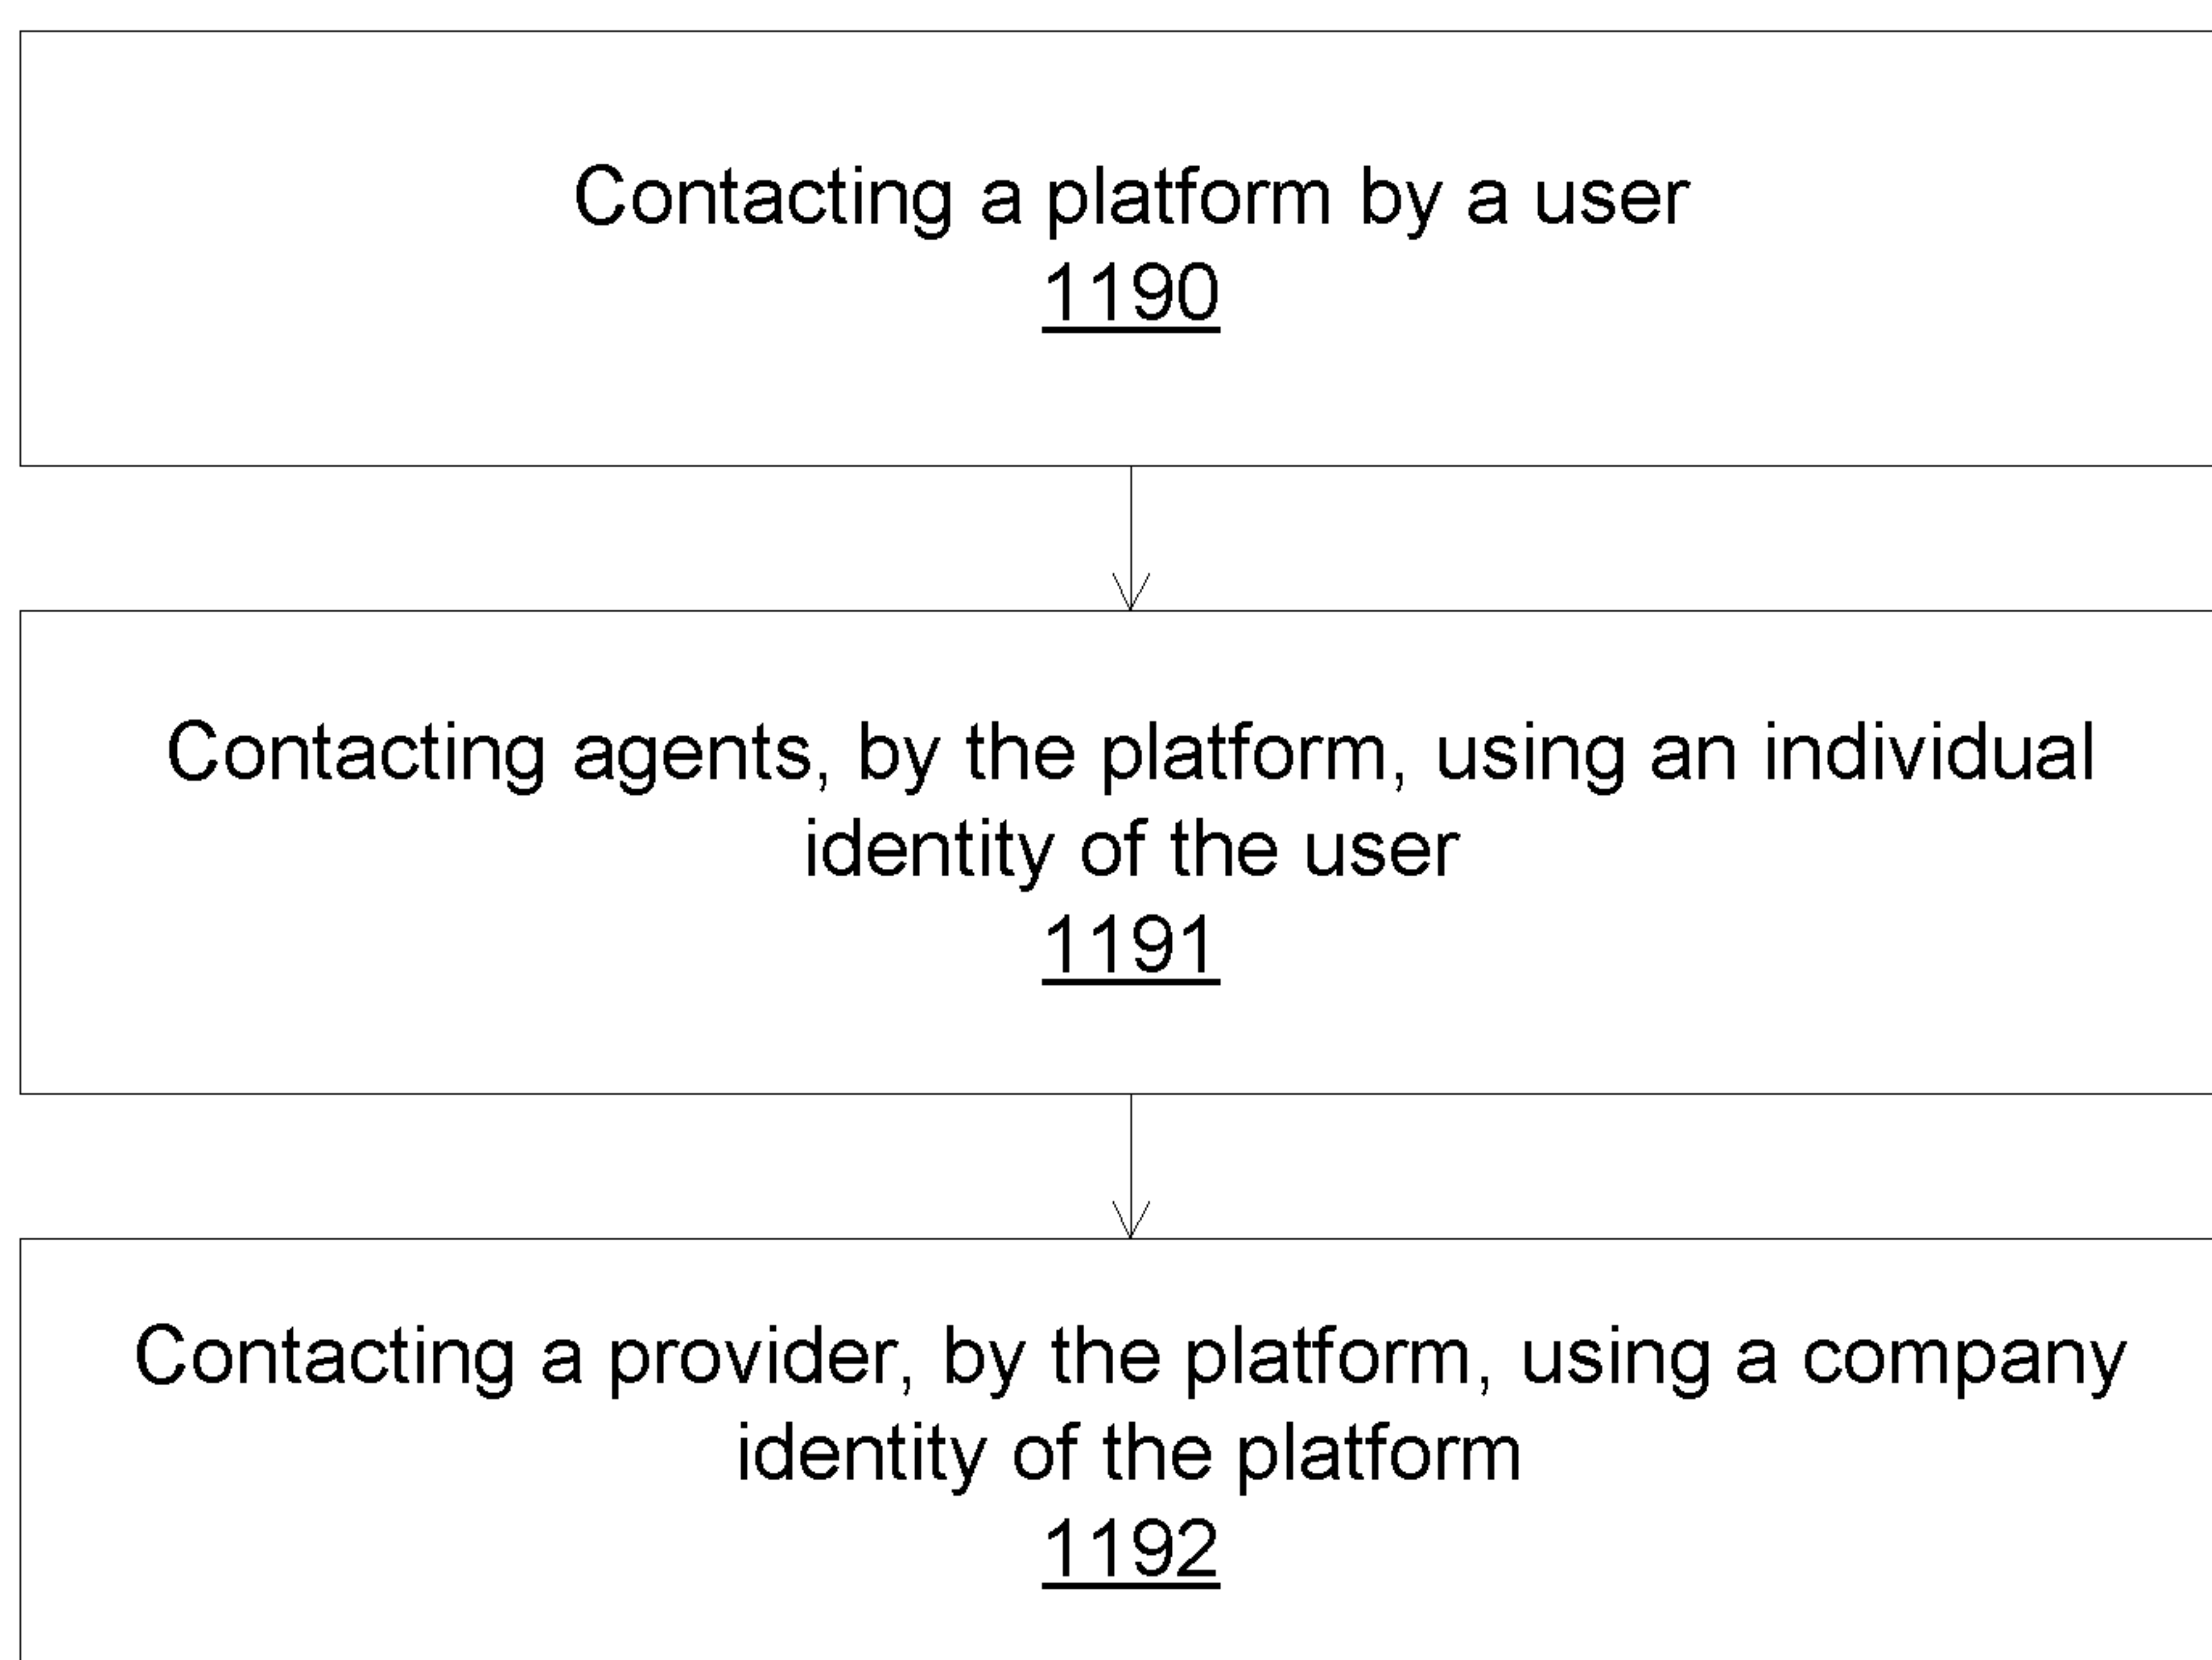 Contacting a platform by a user
1190
Contacting agents, by the platform, using an individual
identity of the user
1191
Contacting a provider, by the platform, using a company
identity of the platform
1192